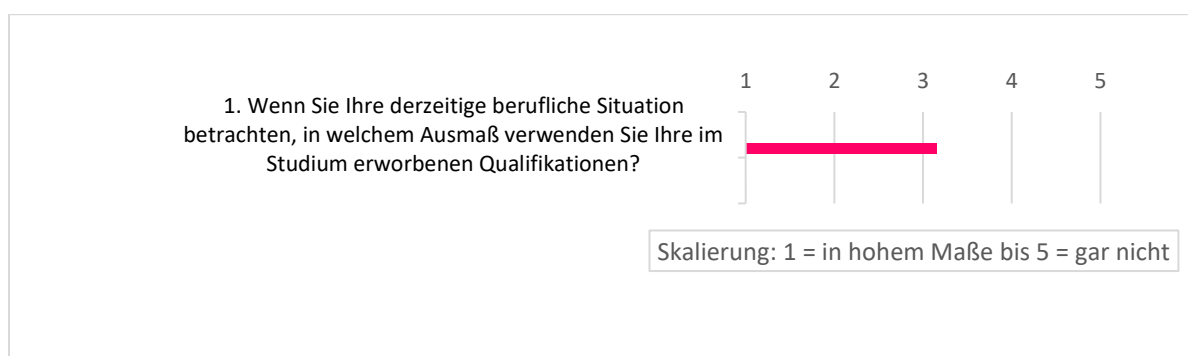 1 2 3 4 5
1. Wenn Sie Ihre derzeitige berufliche Situation
betrachten, in welchem Ausmaß verwenden Sie Ihre im
Studium erworbenen Qualifikationen?
Skalierung: 1 = in hohem Maße bis 5 = gar nicht